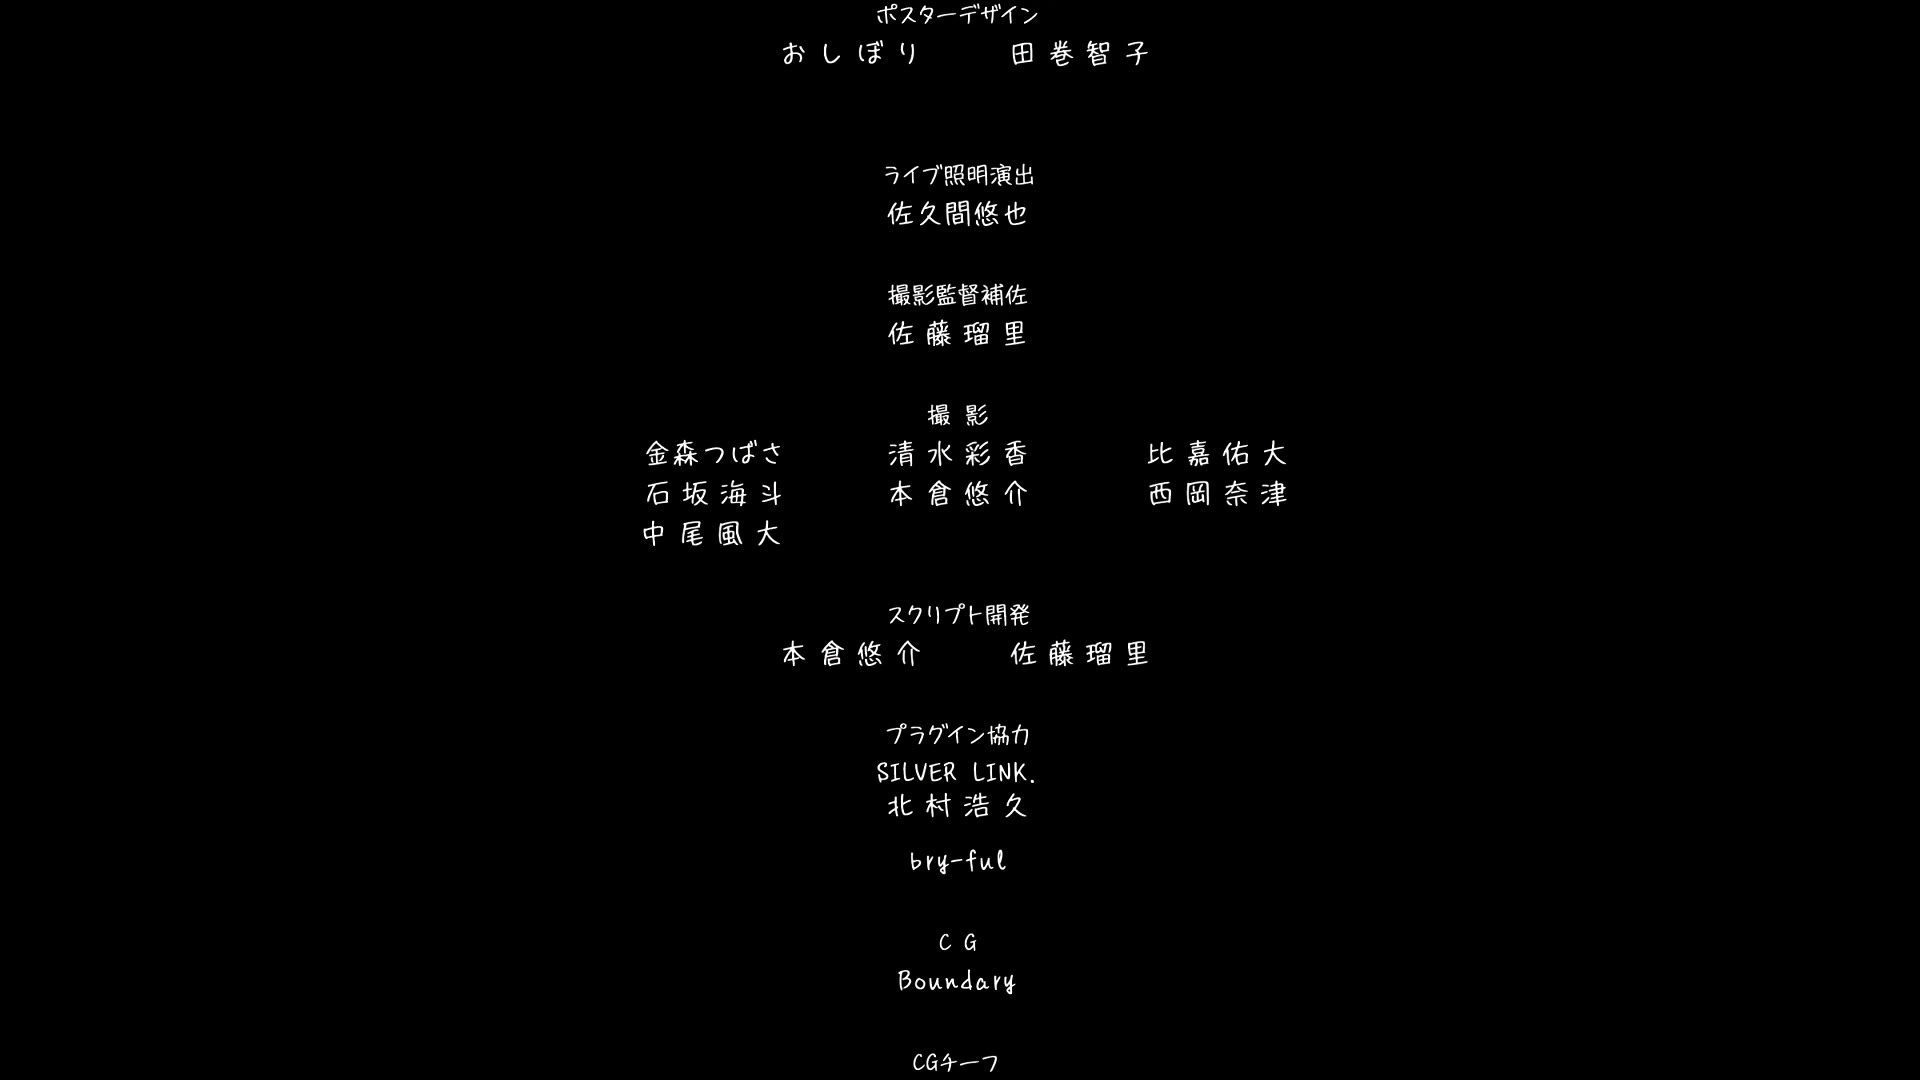 ポスターデザイン
おしぼり 田巻智子
ライブ照明演出
佐久間悠也
撮影監督補佐
佐藤瑠里
撮影
金森つばさ 清水彩香 比嘉佑大
石坂海斗 本倉悠介 西岡奈津
中尾風大
スクリプト開発
本倉悠介 佐藤瑠里
プラグイン協力
SILVER LINK.
北村浩久
bry-ful
CG
Boundary
CGチーフ